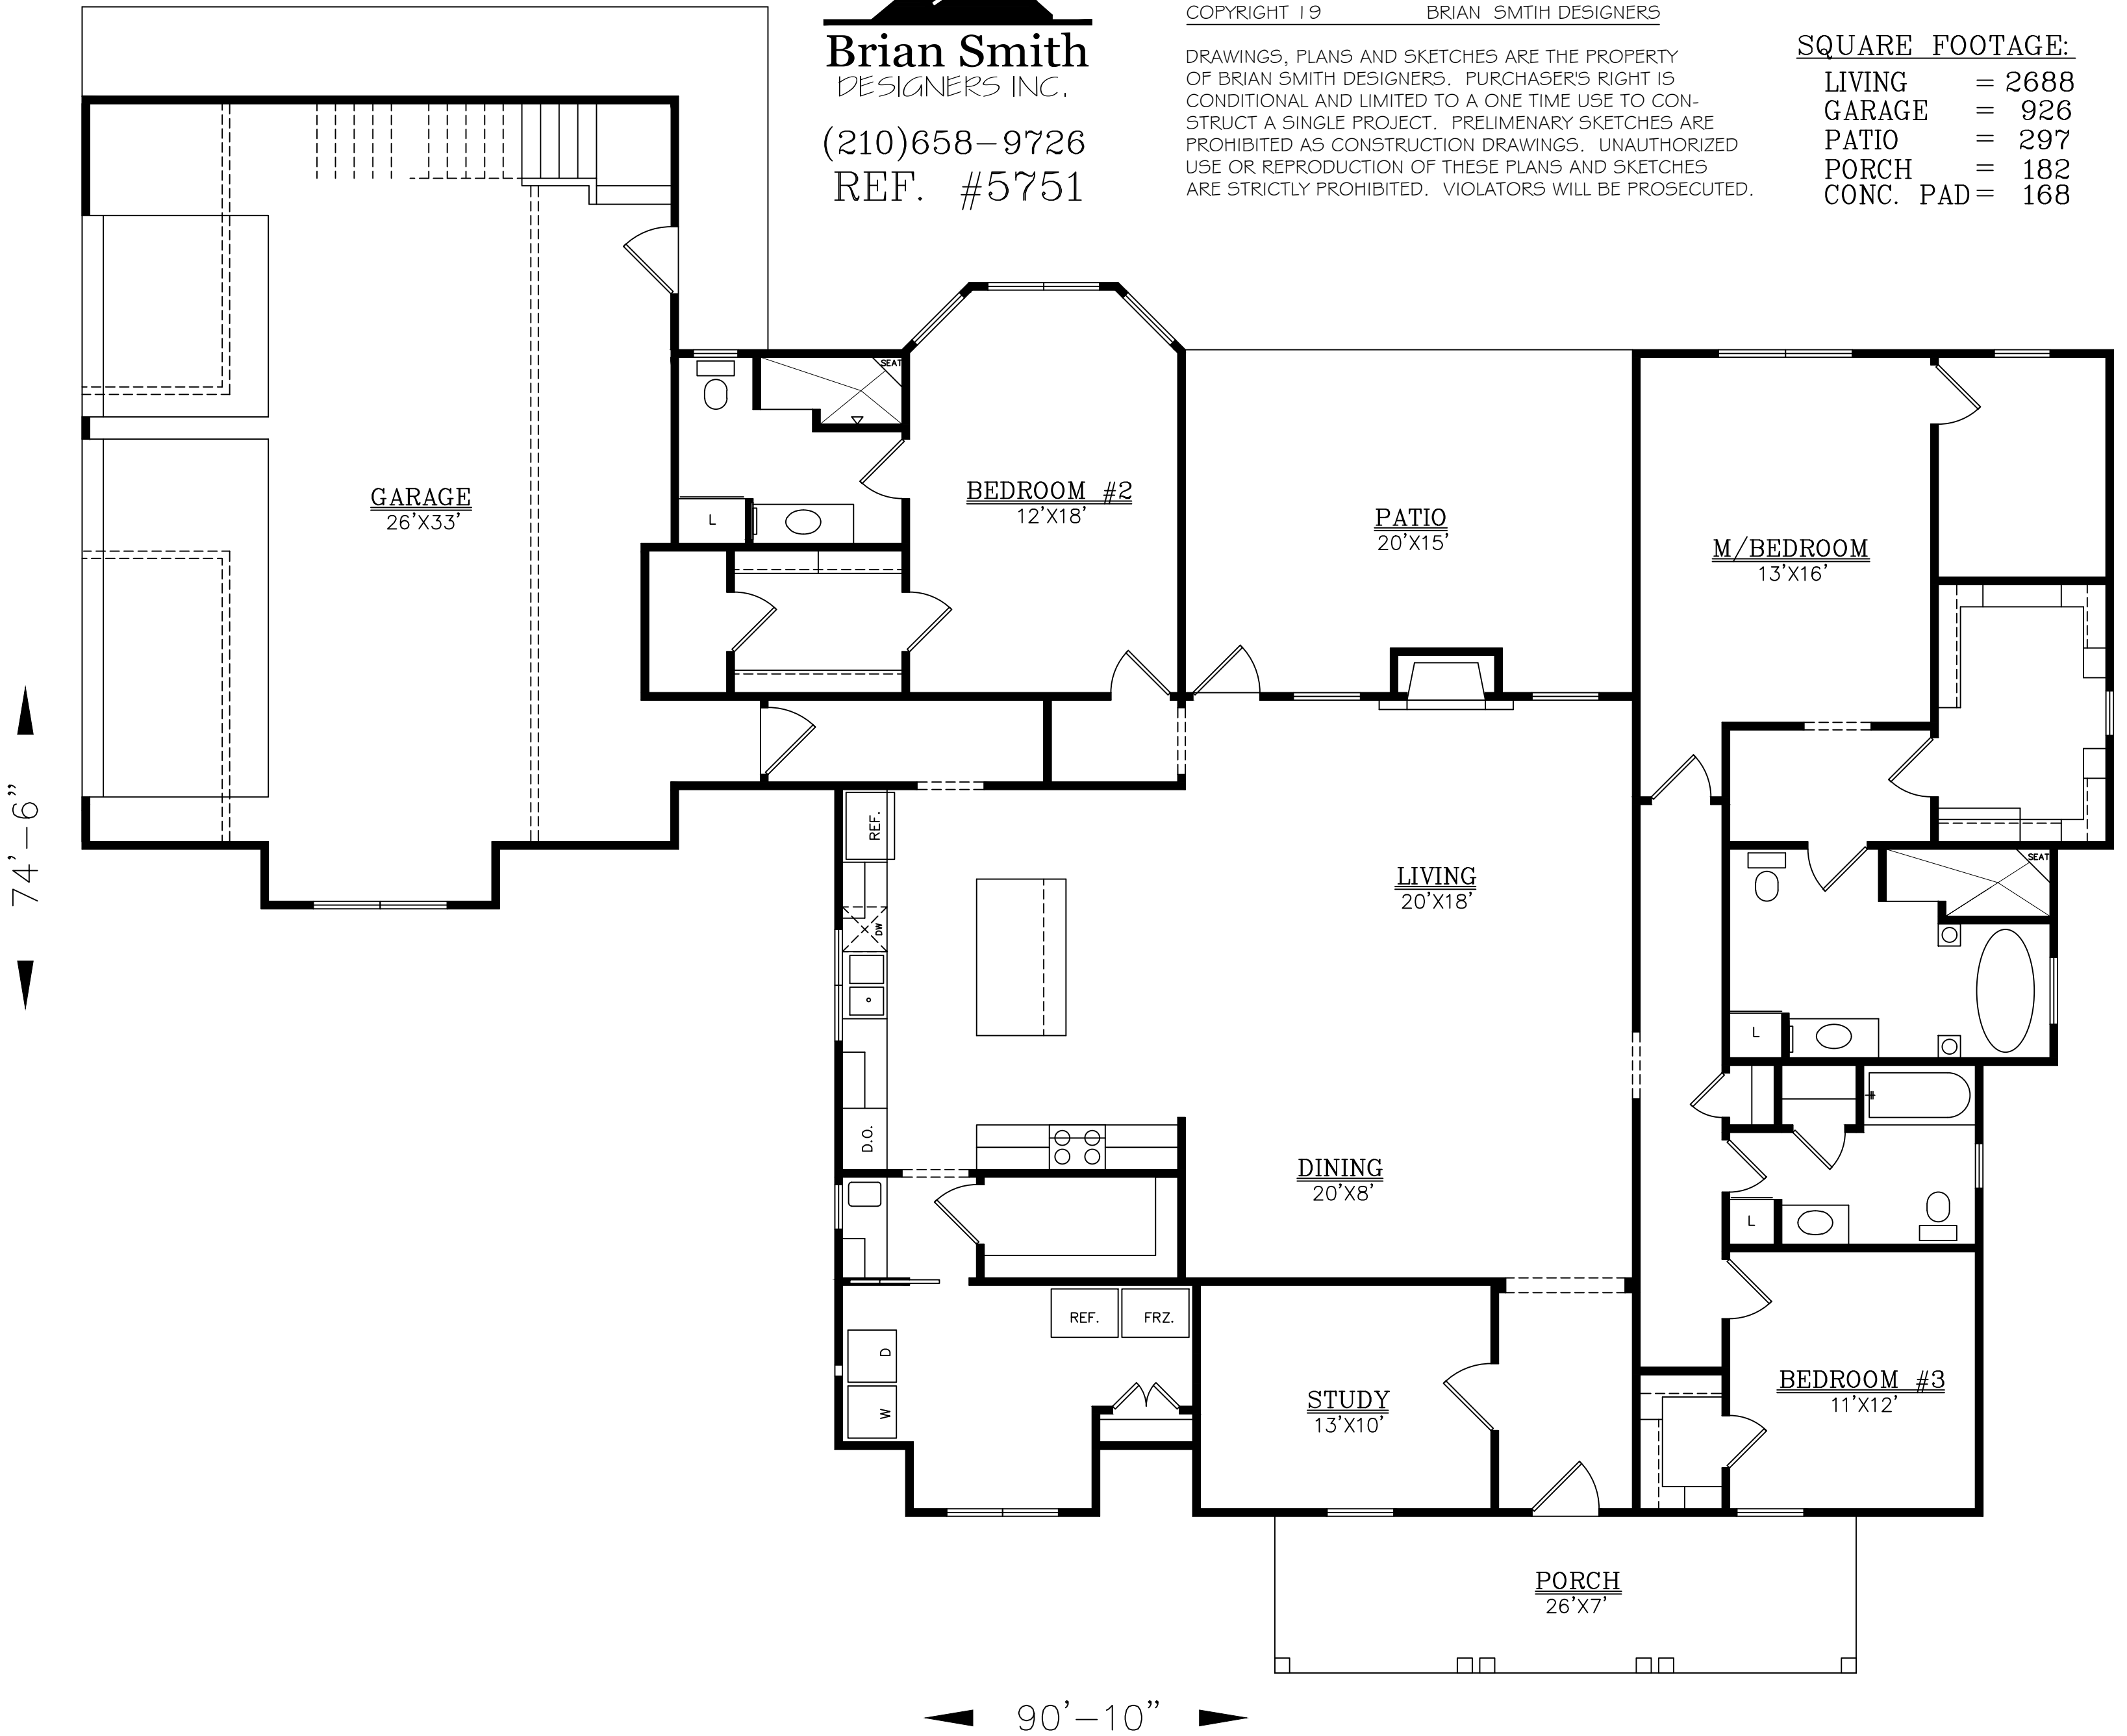 Brian Smith
DESIGNERS INC.
(210)658-9726
REF. #5751
COPYRIGHT 19 BRIAN SMTIH DESIGNERS
DRAWINGS, PLANS AND SKETCHES ARE THE PROPERTY
OF BRIAN SMITH DESIGNERS. PURCHASER'S RIGHT IS
CONDITIONAL AND LIMITED TO A ONE TIME USE TO CON-
STRUCT A SINGLE PROJECT. PRELIMENARY SKETCHES ARE
PROHIBITED AS CONSTRUCTION DRAWINGS. UNAUTHORIZED
USE OR REPRODUCTION OF THESE PLANS AND SKETCHES
ARE STRICTLY PROHIBITED. VIOLATORS WILL BE PROSECUTED.
SQUARE FOOTAGE:
LIVING = 2688
GARAGE = 926
PATIO = 297
PORCH = 182
CONC. PAD = 168
GARAGE
26'X33'
SEAT
L
BEDROOM #2
12'X18'
PATIO
20'X15'
M/BEDROOM
13'X16'
74'-6"
REF.
DW
D.O.
LIVING
20'X18'
SEAT
L
DINING
20'X8'
L
REF.
FRZ.
D
W
STUDY
13'X10'
BEDROOM #3
11'X12'
PORCH
26'X7'
90'-10"